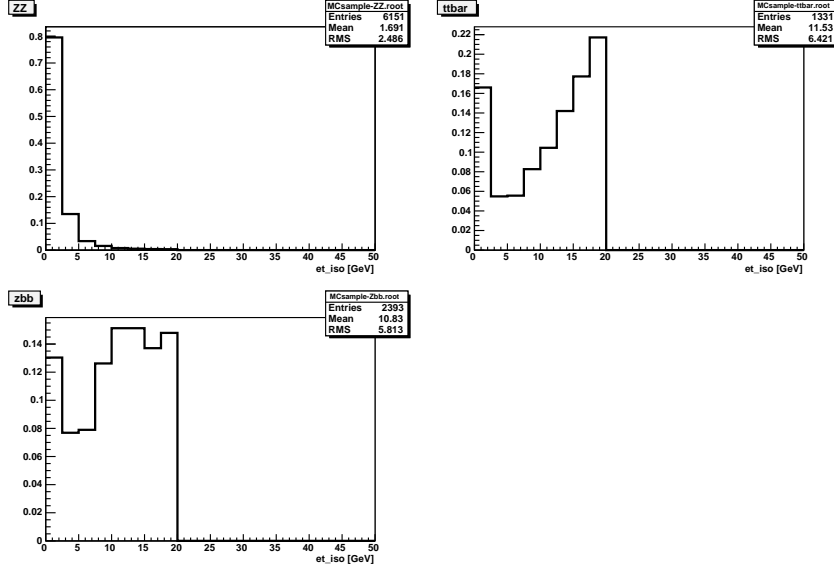 ZZ
MCsample-ZZ.root
Entries 6151
Mean 1.691
RMS 2.486
0.8
0.7
0.6
0.5
0.4
0.3
0.2
0.1
0
0 5 10 15 20 25 30 35 40 45 50
et_iso [GeV]
ttbar
MCsample-ttbar.root
Entries 1331
Mean 11.53
RMS 6.421
0.22
0.2
0.18
0.16
0.14
0.12
0.1
0.08
0.06
0.04
0.02
0
0 5 10 15 20 25 30 35 40 45 50
et_iso [GeV]
zbb
MCsample-Zbb.root
Entries 2393
Mean 10.83
RMS 5.813
0.14
0.12
0.1
0.08
0.06
0.04
0.02
0
0 5 10 15 20 25 30 35 40 45 50
et_iso [GeV]